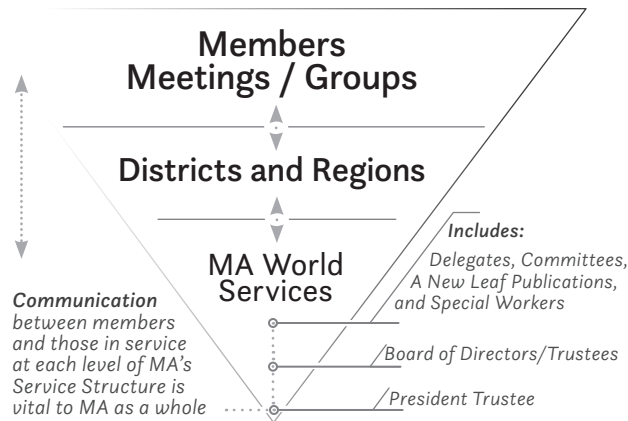 Members
Meetings / Groups
Districts and Regions
MA World
Services
Includes:
Delegates, Committees,
A New Leaf Publications,
and Special Workers
Communication
between members
and those in service
at each level of MA's
Service Structure is
vital to MA as a whole
Board of Directors/Trustees
President Trustee